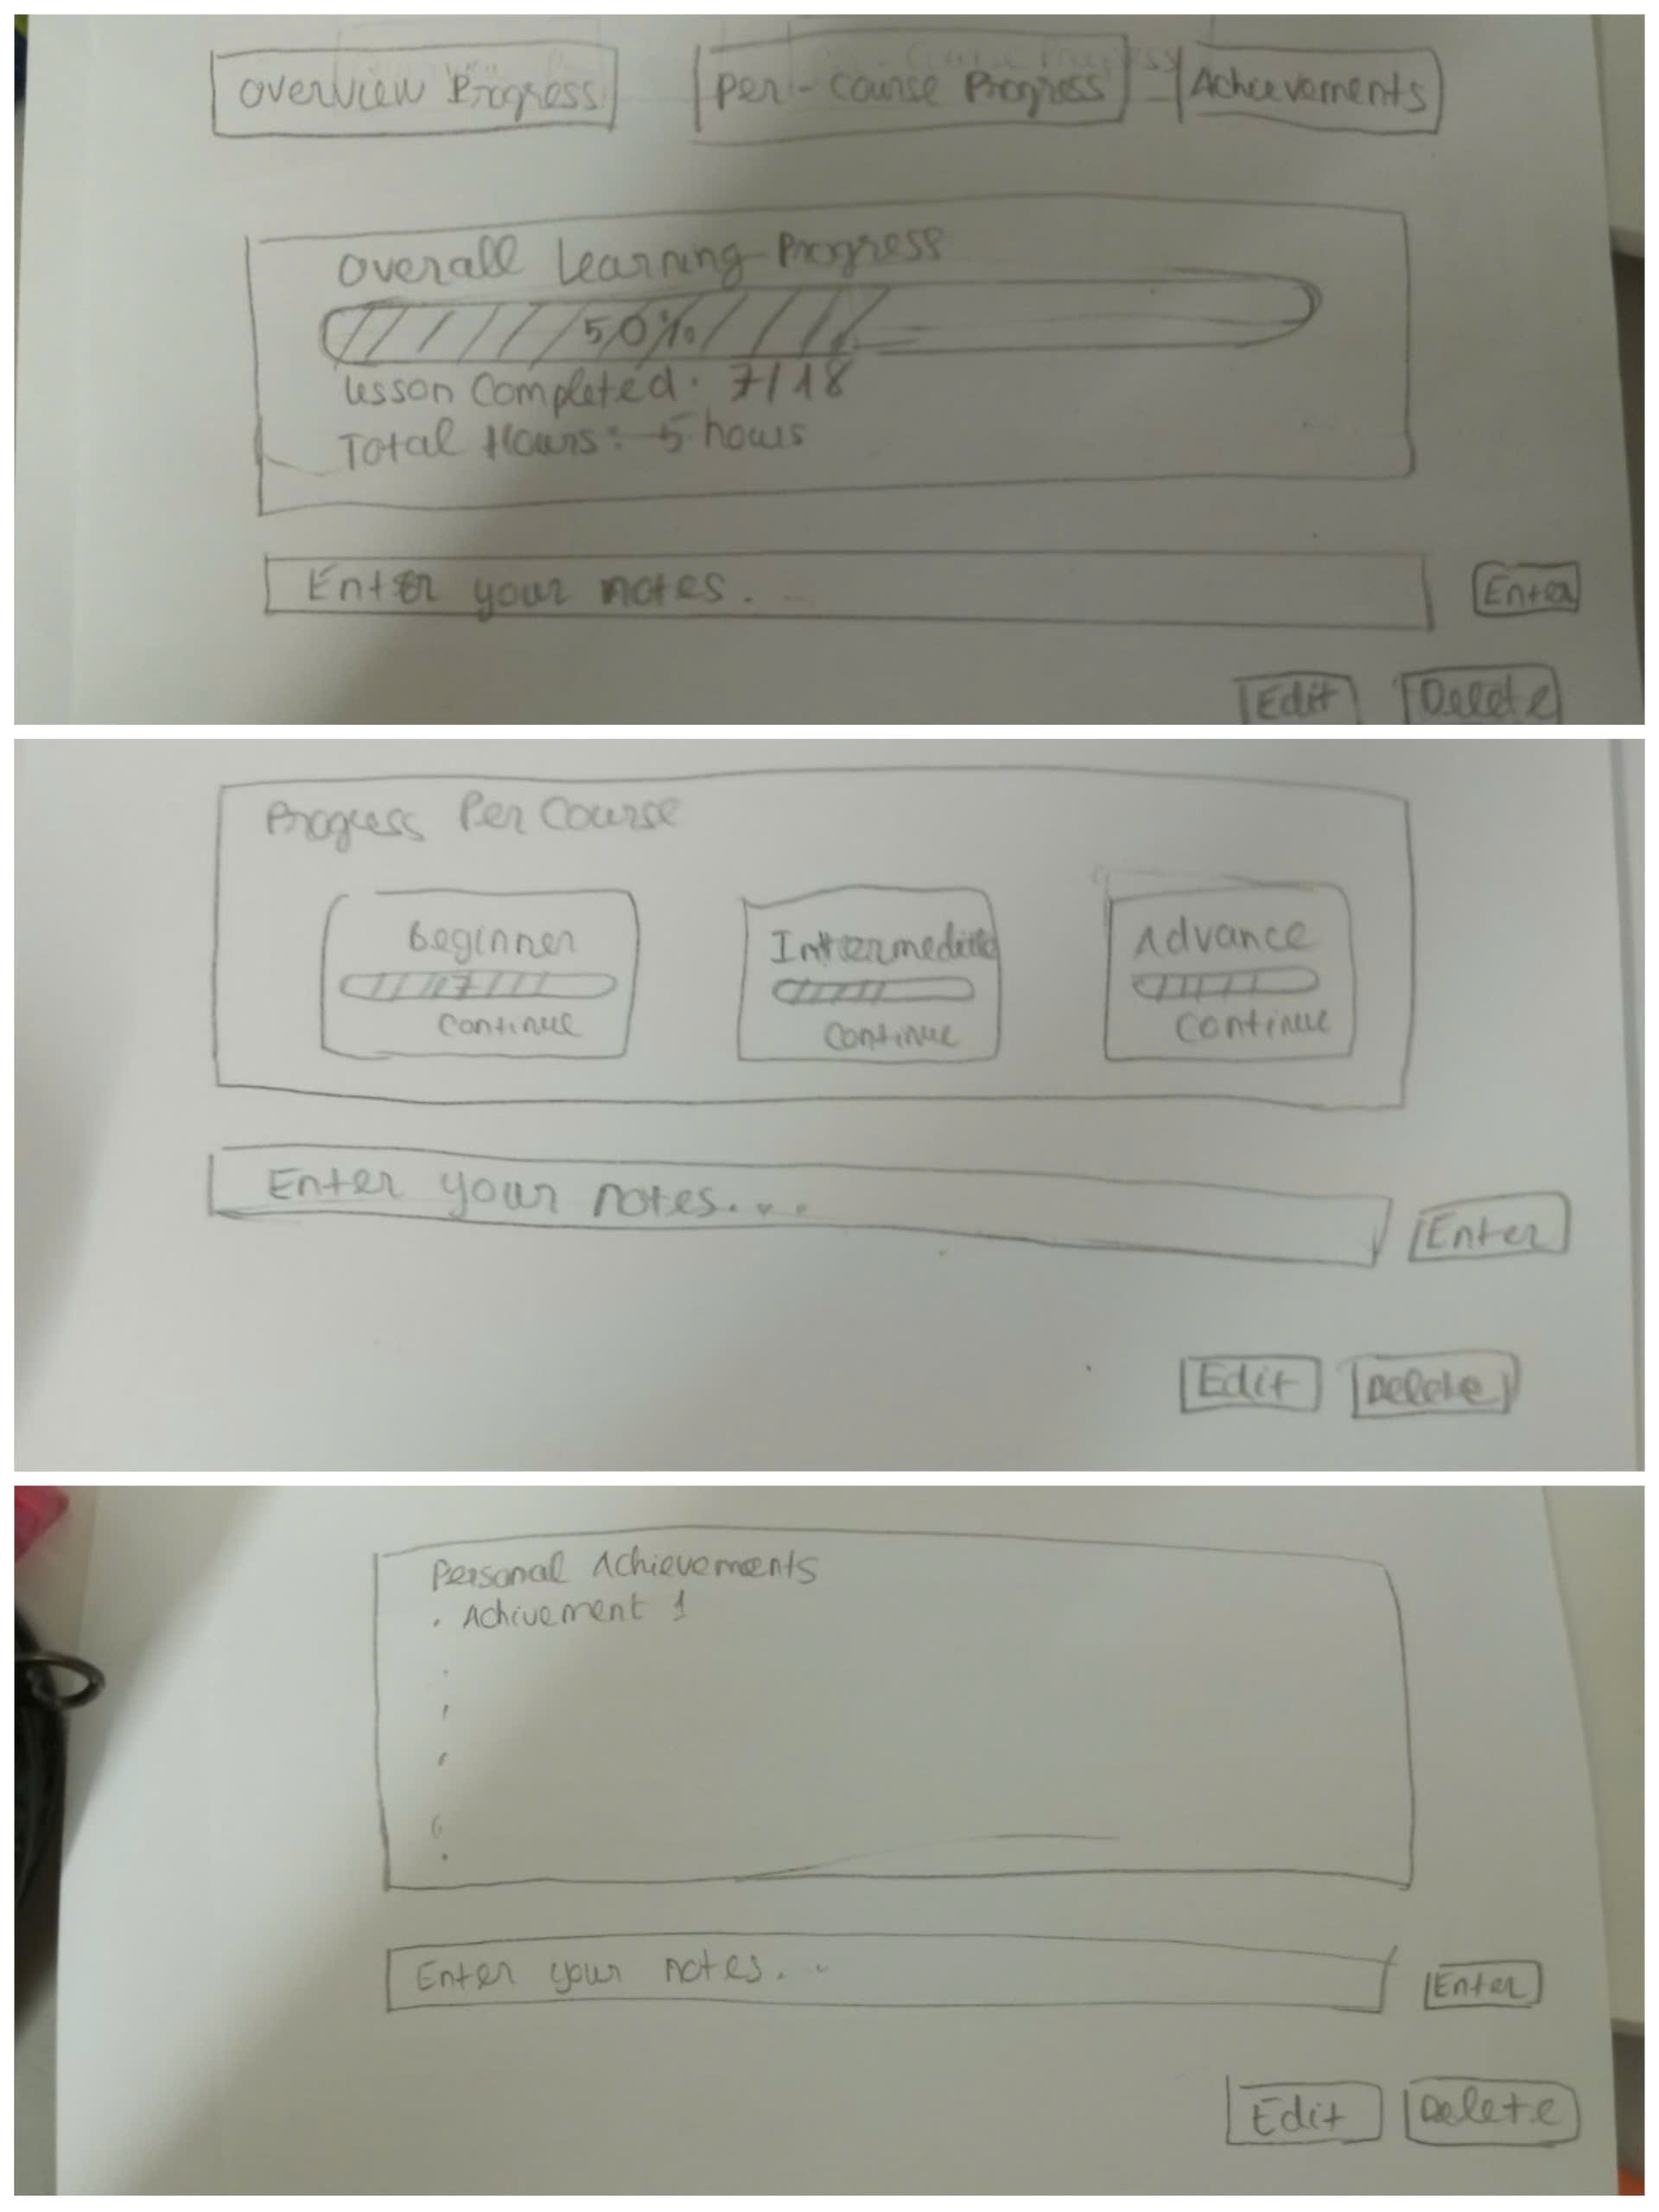 Overview Progress
Per-Course Progress
Achievements
Overall Learning Progress
50%
Lesson Completed: 7/18
Total Hours: 5 hours
Enter your notes...
Enter
Edit
Delete
Progress Per Course
Beginner
Continue
Intermediate
Continue
Advance
Continue
Enter your notes....
Enter
Edit
Delete
Personal Achievements
. Achivement 1
Enter your notes...
Enter
Edit
Delete